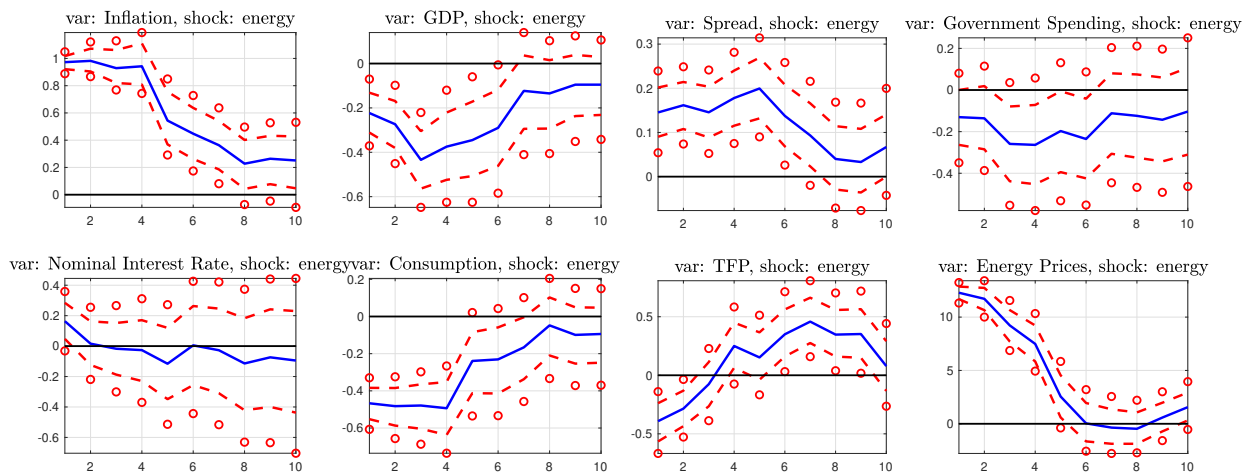 var: Inflation, shock: energy
1
0.8
0.6
0.4
0.2
0
2 4 6 8 10
var: GDP, shock: energy
0
-0.2
-0.4
-0.6
2 4 6 8 10
var: Spread, shock: energy
0.3
0.2
0.1
0
2 4 6 8 10
var: Government Spending, shock: energy
0.2
0
-0.2
-0.4
2 4 6 8 10
var: Nominal Interest Rate, shock: energy
0.4
0.2
0
-0.2
-0.4
-0.6
2 4 6 8 10
var: Consumption, shock: energy
0.2
0
-0.2
-0.4
-0.6
2 4 6 8 10
var: TFP, shock: energy
0.5
0
-0.5
2 4 6 8 10
var: Energy Prices, shock: energy
10
5
0
2 4 6 8 10